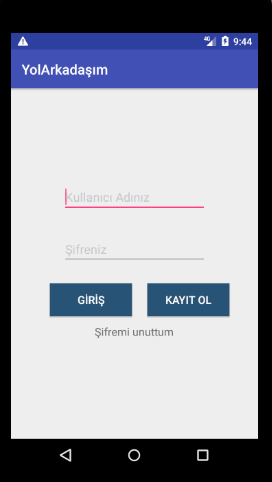 4G 9:44
YolArkadaşım
Kullanıcı Adınız
Şifreniz
GİRİŞ KAYIT OL
Şifremi unuttum